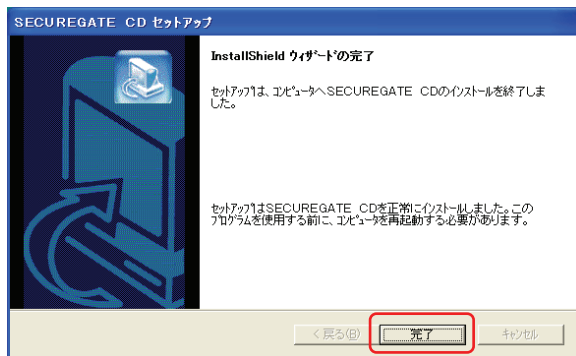 SECUREGATE CD セットアップ
InstallShield ウィザードの完了
セットアップは、コンピュータへSECUREGATE CDのインストールを終了しま
した。
セットアップはSECUREGATE CDを正常にインストールしました。この
プログラムを使用する前に、コンピュータを再起動する必要があります。
< 戻る(B)
完了
キャンセル